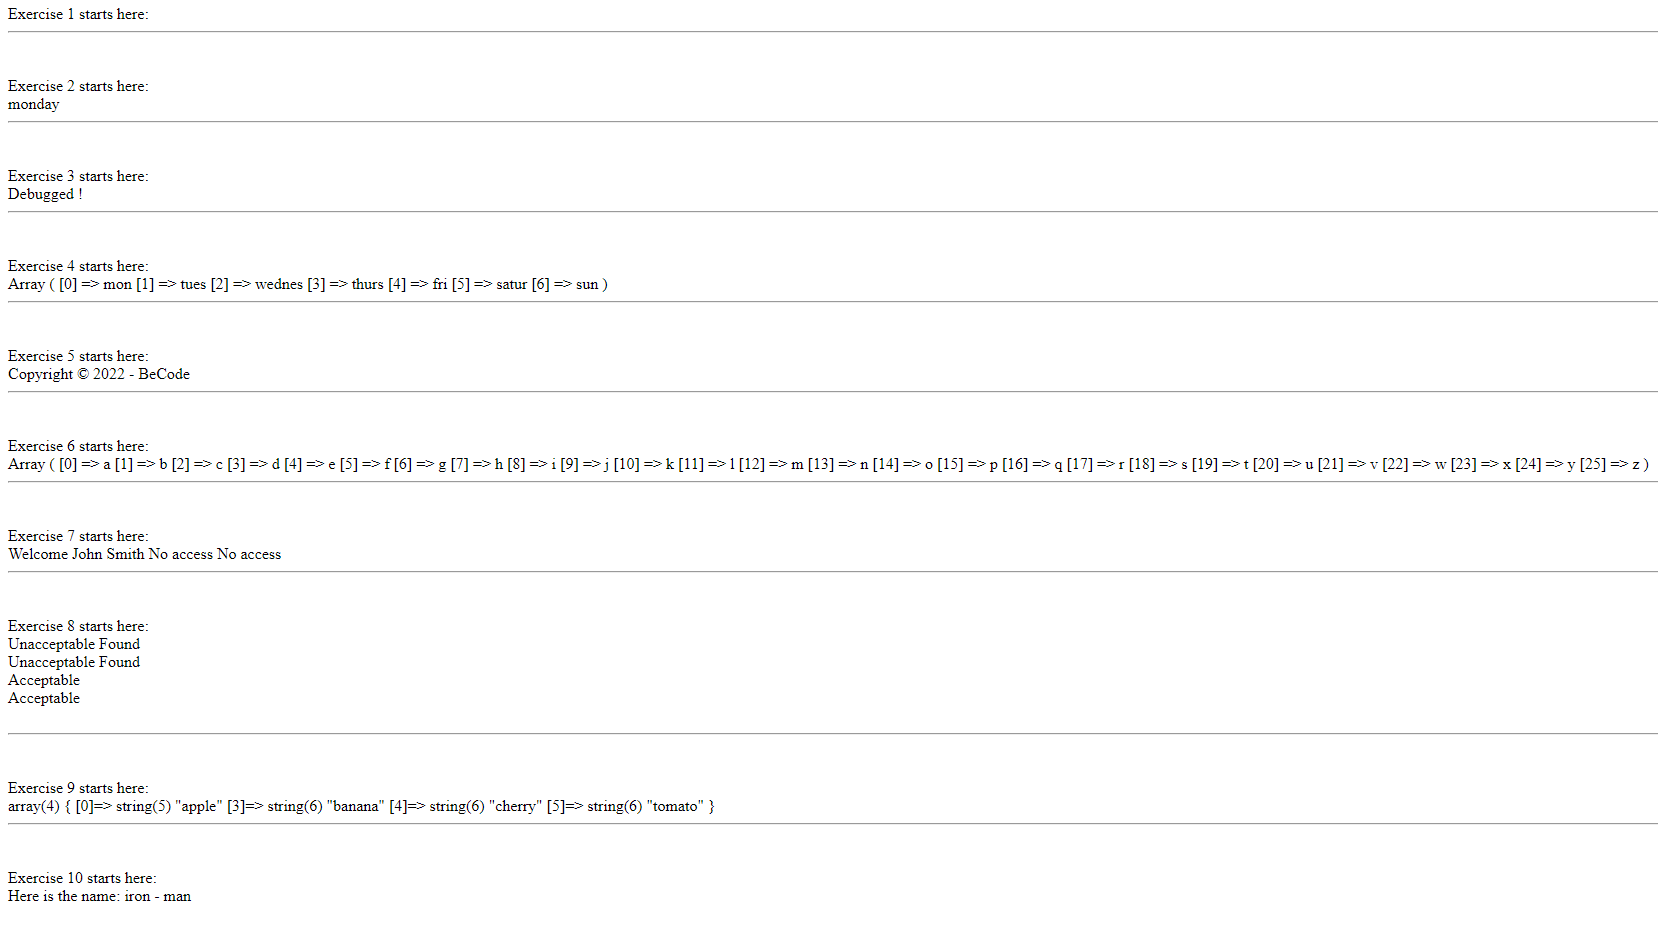 Exercise 1 starts here:
Exercise 2 starts here:
monday
Exercise 3 starts here:
Debugged !
Exercise 4 starts here:
Array ( [0] => mon [1] => tues [2] => wednes [3] => thurs [4] => fri [5] => satur [6] => sun )
Exercise 5 starts here:
Copyright © 2022 - BeCode
Exercise 6 starts here:
Array ( [0] => a [1] => b [2] => c [3] => d [4] => e [5] => f [6] => g [7] => h [8] => i [9] => j [10] => k [11] => l [12] => m [13] => n [14] => o [15] => p [16] => q [17] => r [18] => s [19] => t [20] => u [21] => v [22] => w [23] => x [24] => y [25] => z )
Exercise 7 starts here:
Welcome John Smith No access No access
Exercise 8 starts here:
Unacceptable Found
Unacceptable Found
Acceptable
Acceptable
Exercise 9 starts here:
array(4) { [0]=> string(5) "apple" [3]=> string(6) "banana" [4]=> string(6) "cherry" [5]=> string(6) "tomato" }
Exercise 10 starts here:
Here is the name: iron - man